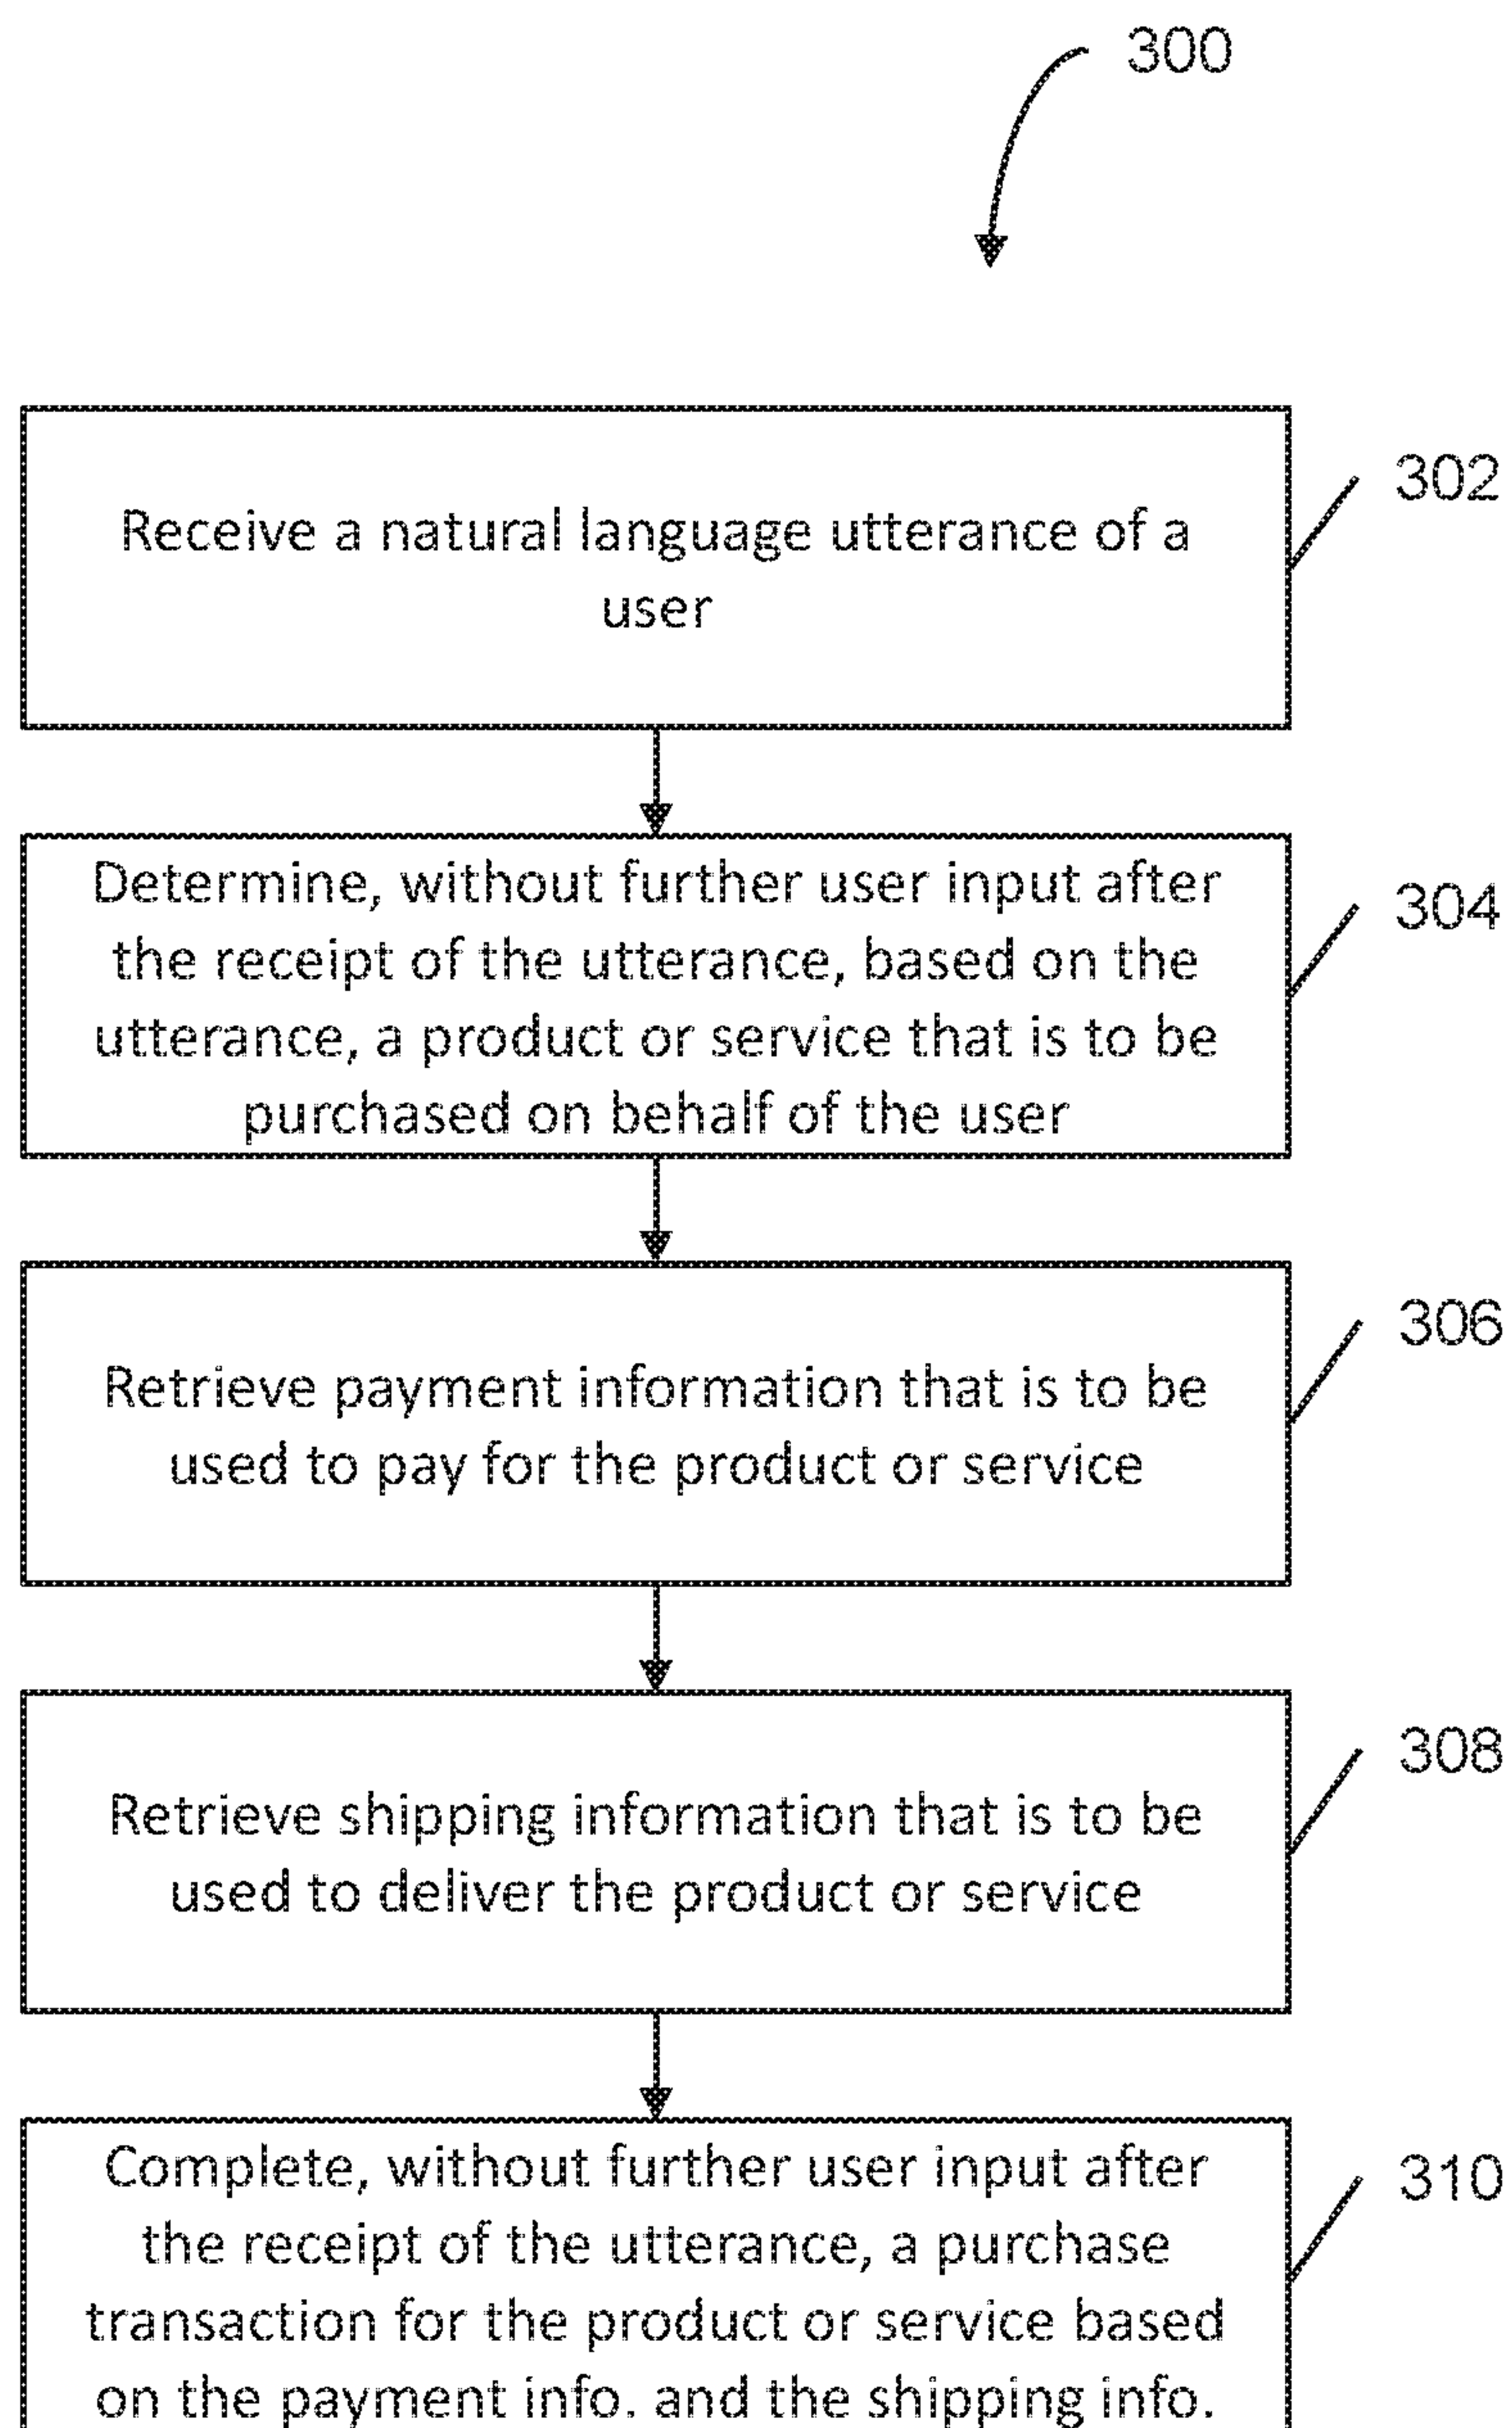 300
Receive a natural language utterance of a
user
302
Determine, without further user input after
the receipt of the utterance, based on the
utterance, a product or service that is to be
purchased on behalf of the user
304
Retrieve payment information that is to be
used to pay for the product or service
306
Retrieve shipping information that is to be
used to deliver the product or service
308
Complete, without further user input after
the receipt of the utterance, a purchase
transaction for the product or service based
on the payment info. and the shipping info.
310